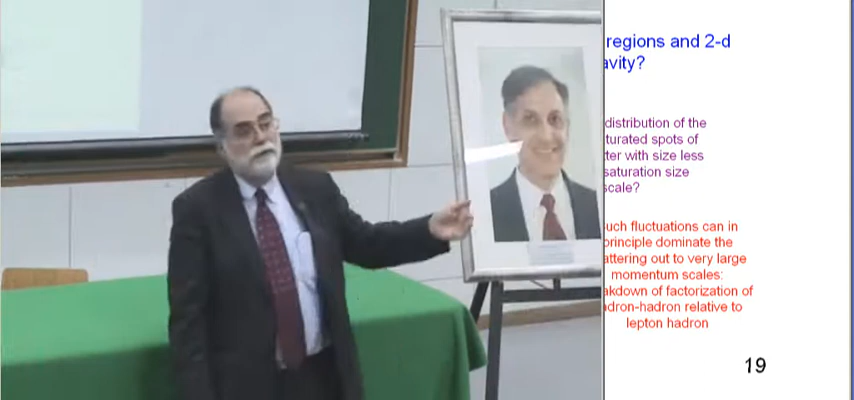 regions and 2-d
avity?
distribution of the
turated spots of
ter with size less
saturation size
scale?
uch fluctuations can in
principle dominate the
attering out to very large
momentum scales:
akdown of factorization of
adron-hadron relative to
lepton hadron
19